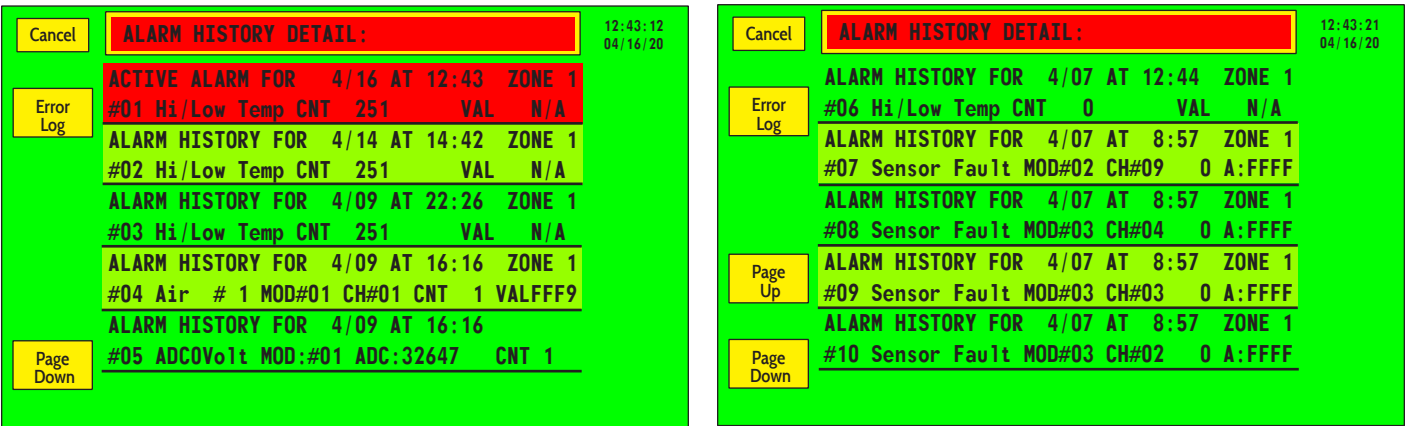 Cancel
ALARM HISTORY DETAIL:
12:43:12
04/16/20
ACTIVE ALARM FOR 4/16 AT 12:43 ZONE 1
Error
Log
#01 Hi/Low Temp CNT 251 VAL N/A
ALARM HISTORY FOR 4/14 AT 14:42 ZONE 1
#02 Hi/Low Temp CNT 251 VAL N/A
ALARM HISTORY FOR 4/09 AT 22:26 ZONE 1
#03 Hi/Low Temp CNT 251 VAL N/A
ALARM HISTORY FOR 4/09 AT 16:16 ZONE 1
#04 Air # 1 MOD#01 CH#01 CNT 1 VALFFF9
ALARM HISTORY FOR 4/09 AT 16:16
#05 ADC0Volt MOD:#01 ADC:32647 CNT 1
Page
Down
Cancel
ALARM HISTORY DETAIL:
12:43:21
04/16/20
ALARM HISTORY FOR 4/07 AT 12:44 ZONE 1
Error
Log
#06 Hi/Low Temp CNT 0 VAL N/A
ALARM HISTORY FOR 4/07 AT 8:57 ZONE 1
#07 Sensor Fault MOD#02 CH#09 0 A:FFFF
ALARM HISTORY FOR 4/07 AT 8:57 ZONE 1
#08 Sensor Fault MOD#03 CH#04 0 A:FFFF
Page
Up
ALARM HISTORY FOR 4/07 AT 8:57 ZONE 1
#09 Sensor Fault MOD#03 CH#03 0 A:FFFF
ALARM HISTORY FOR 4/07 AT 8:57 ZONE 1
#10 Sensor Fault MOD#03 CH#02 0 A:FFFF
Page
Down